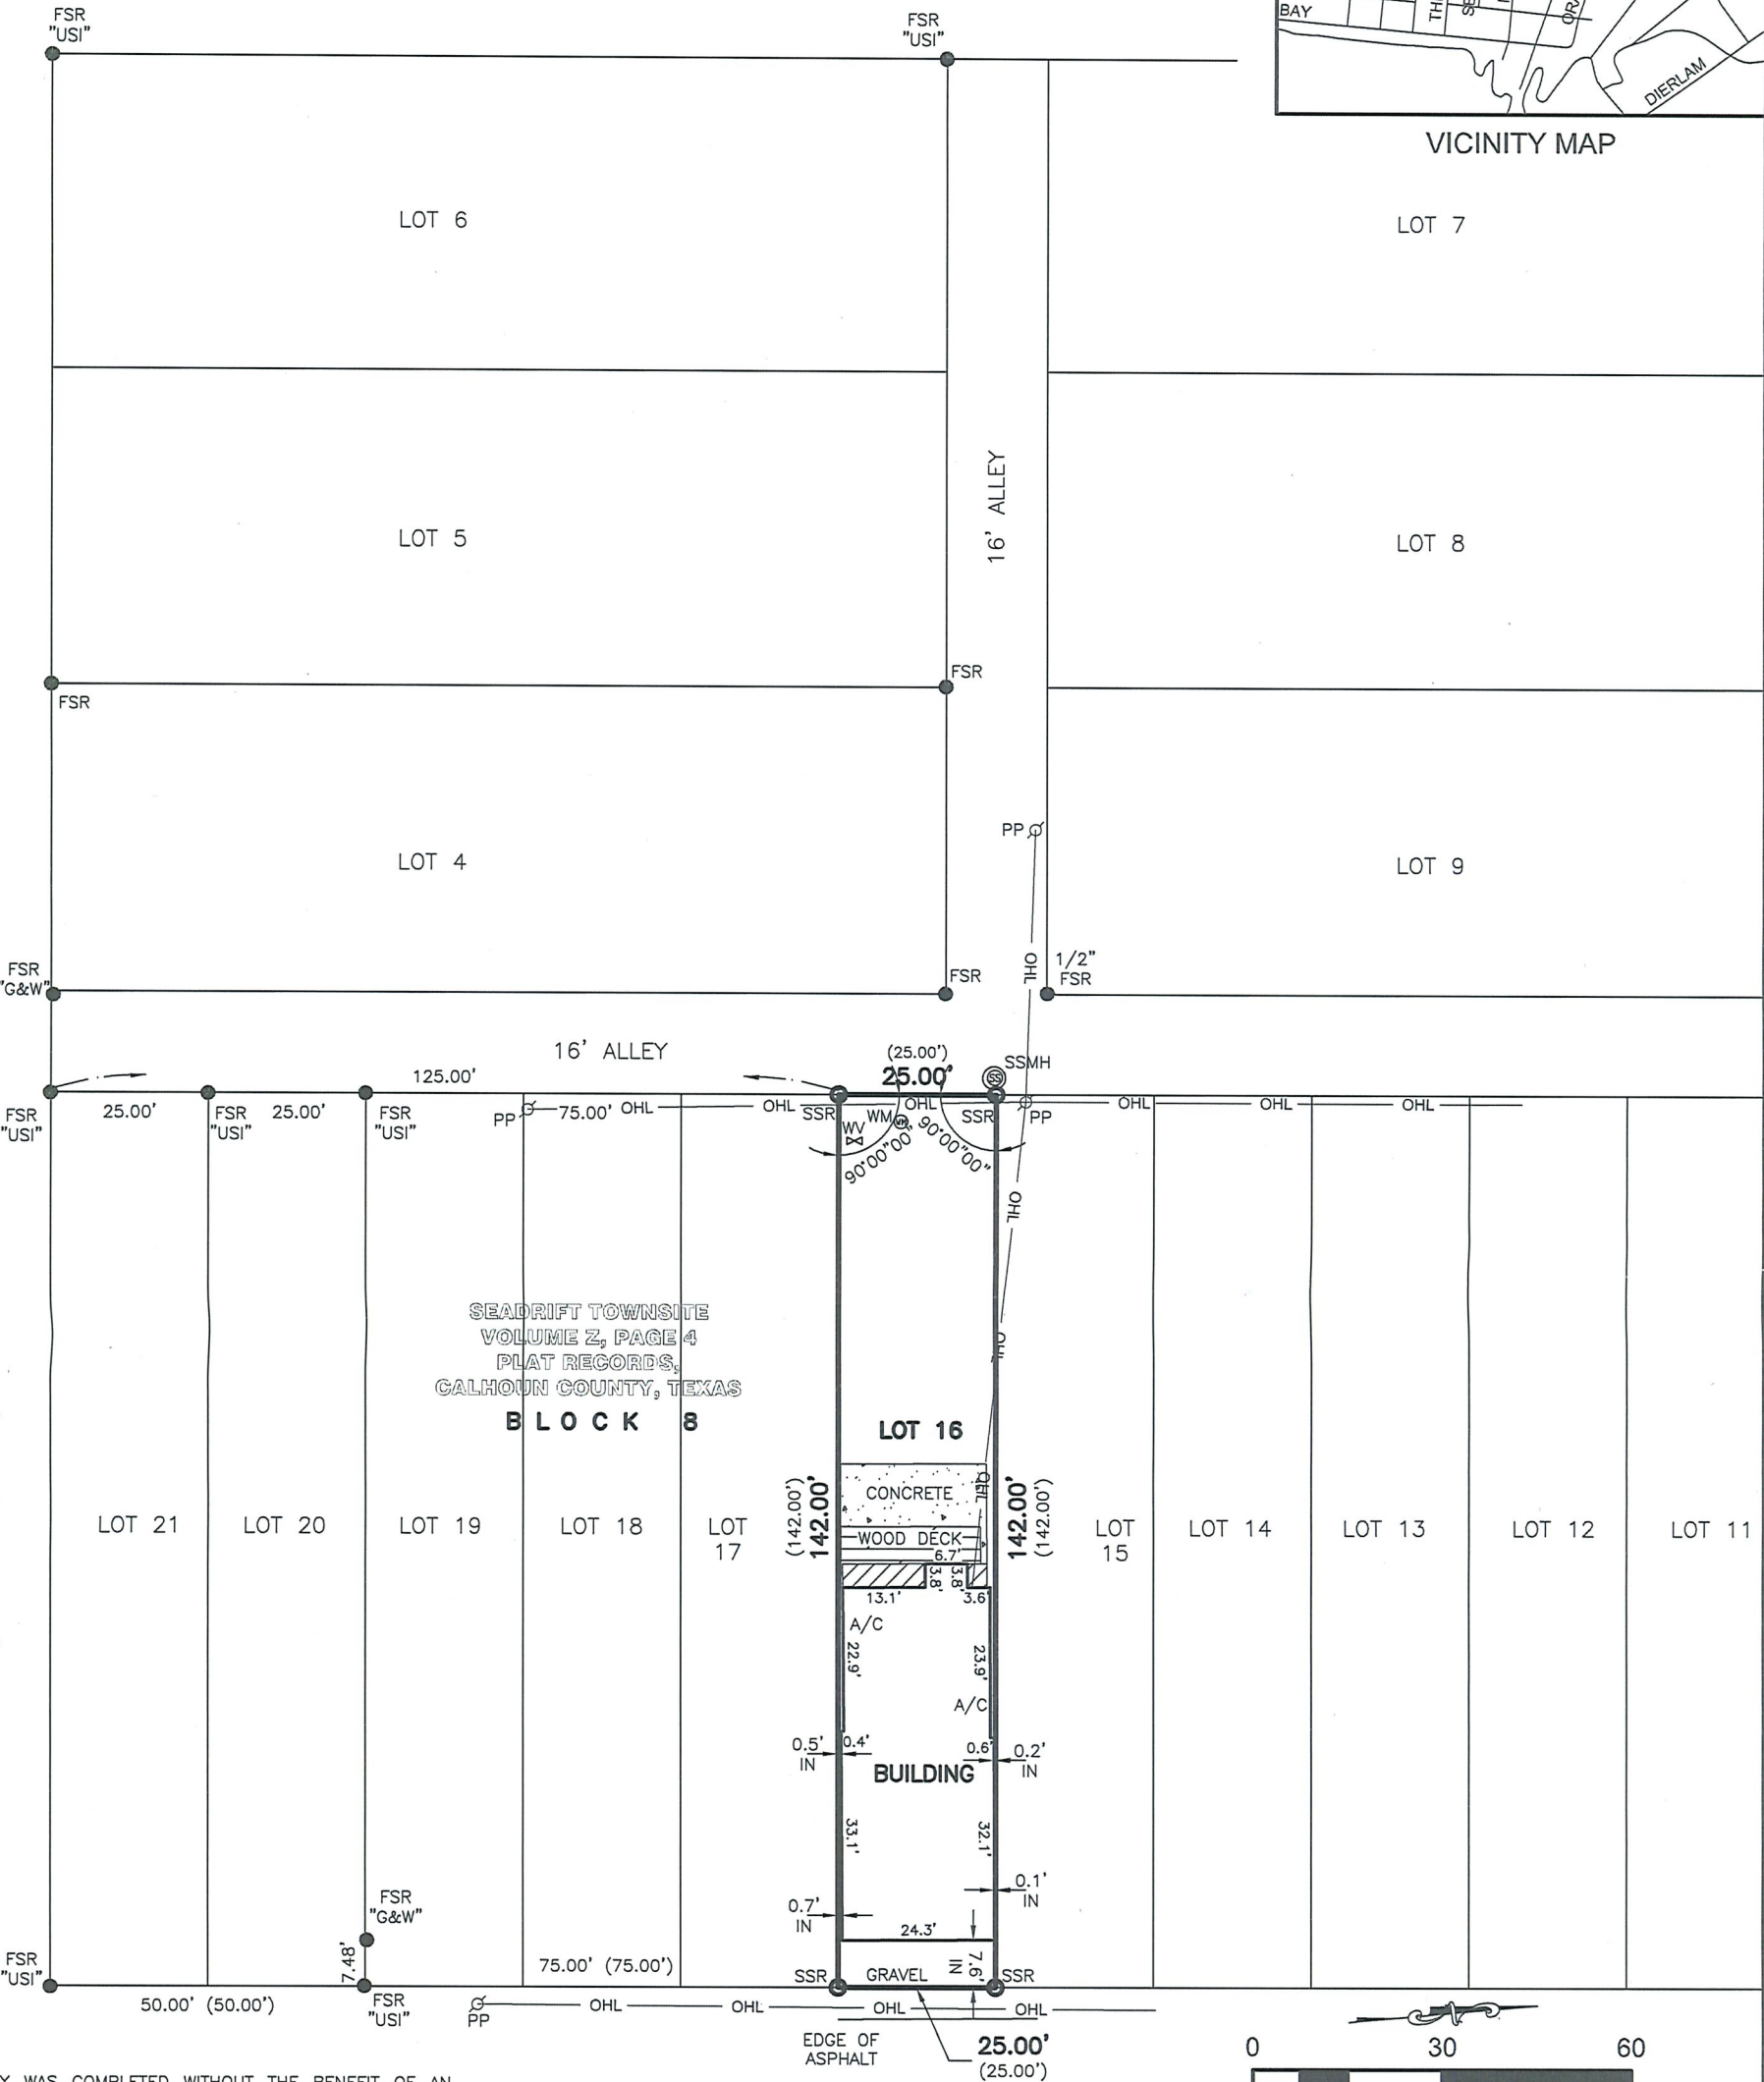 FSR
"USI"
FSR
"USI"
BAY
DIERLAM
VICINITY MAP
LOT 6
LOT 7
16' ALLEY
LOT 5
LOT 8
FSR
FSR
PP
LOT 4
LOT 9
FSR
"G&W"
FSR
1/2"
FSR
OHL
16' ALLEY
(25.00')
25.00'
SSMH
SS
125.00'
FSR
"USI"
25.00'
FSR
"USI"
25.00'
FSR
"USI"
PP
75.00'
OHL
OHL
SSR
WM
WM
OHL
SSR
PP
OHL
OHL
OHL
WV
90°00'00"
90°00'00"
OHL
OHL
SEADRIFT TOWNSITE
VOLUME Z, PAGE 4
PLAT RECORDS,
CALHOUN COUNTY, TEXAS
BLOCK 8
LOT 16
(142.00')
142.00'
CONCRETE
OHL
142.00'
(142.00')
LOT 21
LOT 20
LOT 19
LOT 18
LOT
17
LOT
15
LOT 14
LOT 13
LOT 12
LOT 11
WOOD DECK
6.7'
3.8'
3.8'
13.1'
3.6'
A/C
22.9'
23.9'
A/C
0.5'
IN
0.4'
0.6'
0.2'
IN
BUILDING
33.1'
32.1'
0.1'
IN
0.7'
IN
24.3'
FSR
"G&W"
7.48'
7.6'
IN
FSR
"USI"
75.00' (75.00')
SSR
GRAVEL
SSR
50.00' (50.00')
FSR
"USI"
PP
OHL
OHL
OHL
OHL
EDGE OF
ASPHALT
25.00'
(25.00')
N
0 30 60
WAS COMPLETED WITHOUT THE BENEFIT OF AN